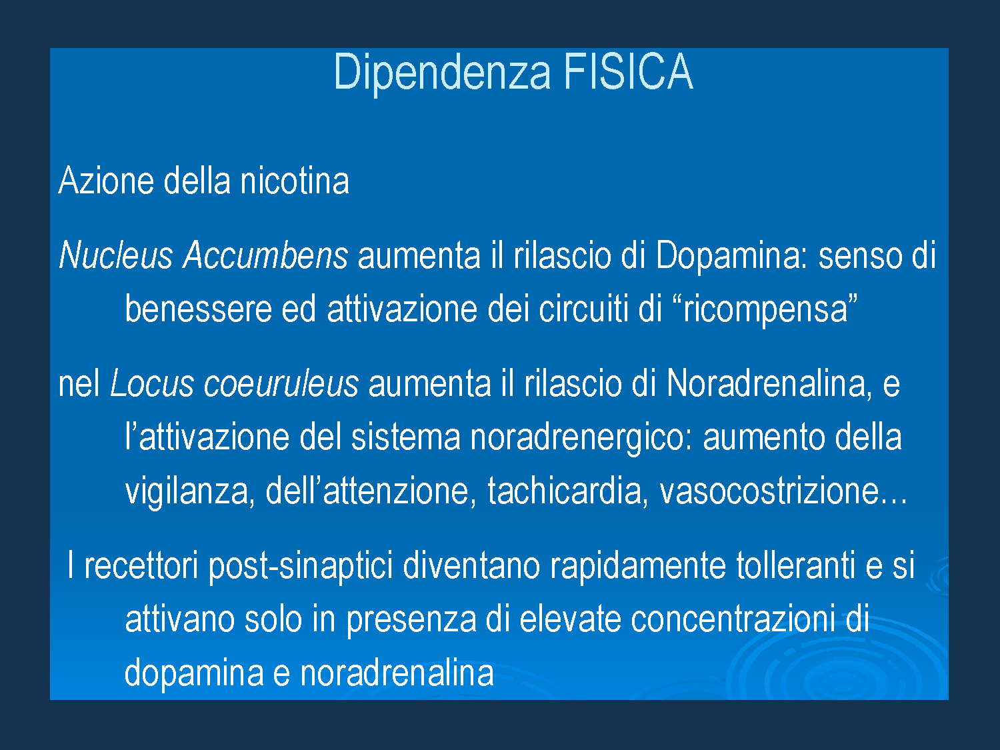 Dipendenza FISICA
Azione della nicotina
Nucleus Accumbens aumenta il rilascio di Dopamina: senso di
benessere ed attivazione dei circuiti di “ricompensa”
nel Locus coeuruleus aumenta il rilascio di Noradrenalina, e
l’attivazione del sistema noradrenergico: aumento della
vigilanza, dell’attenzione, tachicardia, vasocostrizione…
I recettori post-sinaptici diventano rapidamente tolleranti e si
attivano solo in presenza di elevate concentrazioni di
dopamina e noradrenalina